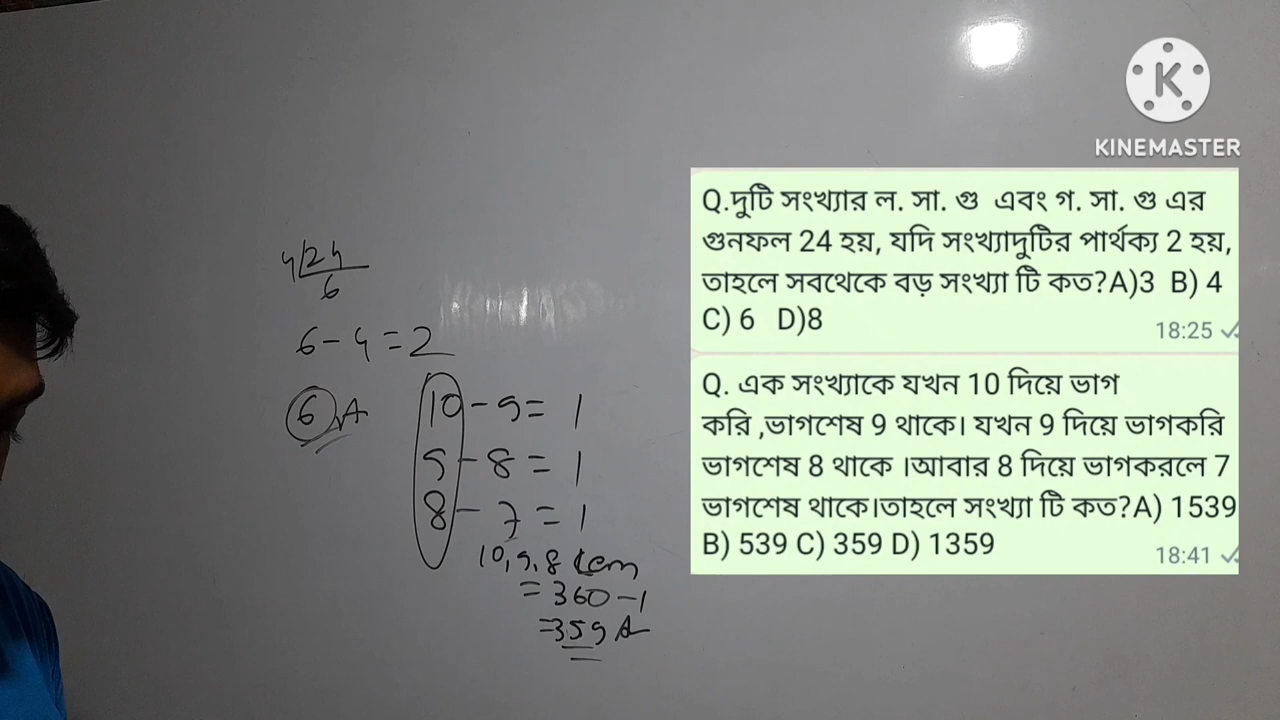 KINEMASTER
Q.দুটি সংখ্যার ল. সা. গু এবং গ. সা. গু এর
গুনফল 24 হয়, যদি সংখ্যাদুটির পার্থক্য 2 হয়,
তাহলে সবথেকে বড় সংখ্যা টি কত?A)3 B) 4
C) 6 D)8
18:25
Q. এক সংখ্যাকে যখন 10 দিয়ে ভাগ
করি ,ভাগশেষ 9 থাকে। যখন 9 দিয়ে ভাগকরি
ভাগশেষ 8 থাকে ।আবার 8 দিয়ে ভাগকরলে 7
ভাগশেষ থাকে।তাহলে সংখ্যা টি কত?A) 1539
B) 539 C) 359 D) 1359
18:41
4 24
6
6 - 4 = 2
6 A
10 - 9 = 1
9 - 8 = 1
8 - 7 = 1
10, 9, 8 Lcm
= 360 - 1
= 359 A